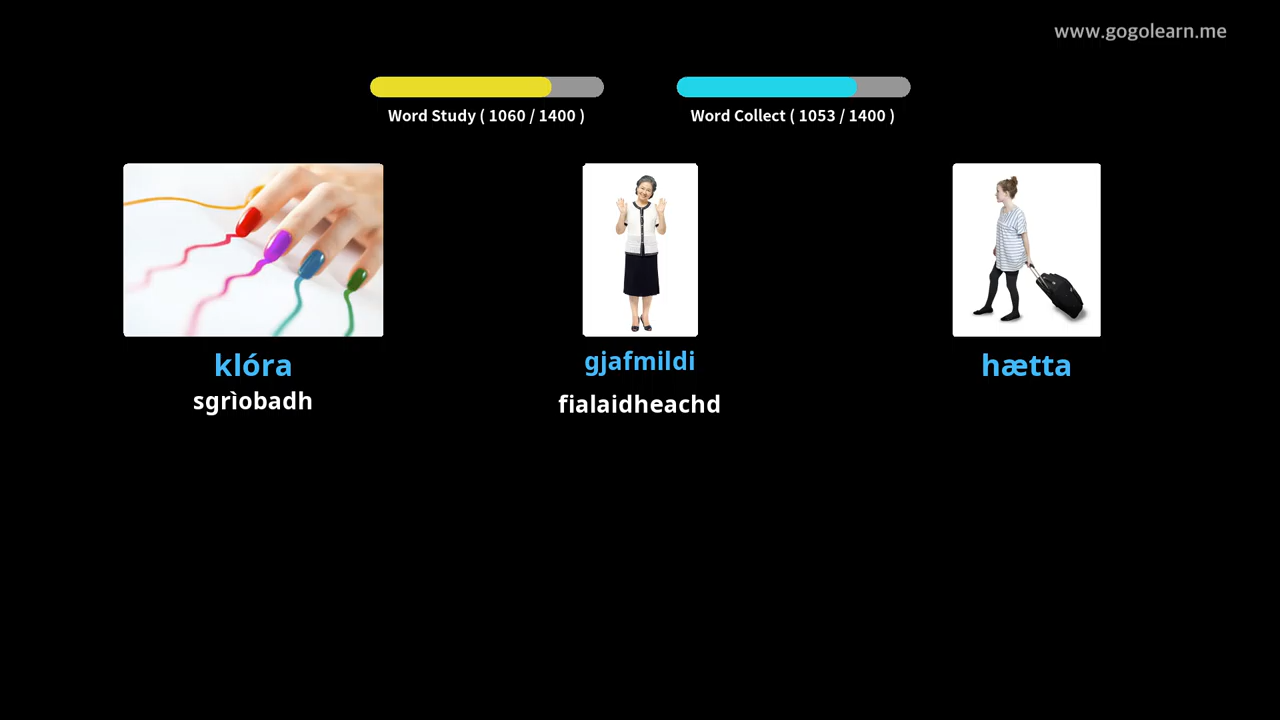 www.gogolearn.me
Word Study ( 1060 / 1400 )
Word Collect ( 1053 / 1400 )
klóra
sgrìobadh
gjafmildi
fialaidheachd
hætta